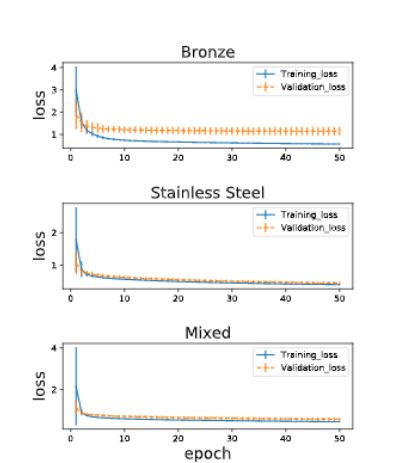 Bronze
loss
4
3
2
1
Training_loss
Validation_loss
0 10 20 30 40 50
Stainless Steel
loss
2
1
Training_loss
Validation_loss
0 10 20 30 40 50
Mixed
loss
4
2
Training_loss
Validation_loss
0 10 20 30 40 50
epoch